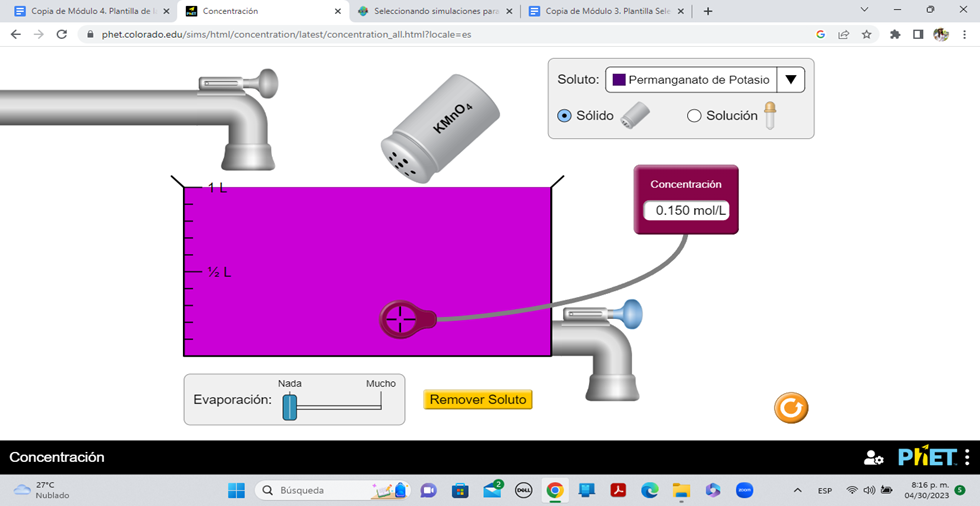 Copia de Módulo 4. Plantilla de l
Concentración
Seleccionando simulaciones para
Copia de Módulo 3. Plantilla Sele
phet.colorado.edu/sims/html/concentration/latest/concentration_all.html?locale=es
Soluto:
Permanganato de Potasio
Sólido
Solución
KMnO4
1 L
½ L
Concentración
0.150 mol/L
Nada
Mucho
Evaporación:
Remover Soluto
Concentración
PhET
27°C
Nublado
Búsqueda
DELL
2
zoom
ESP
8:16 p. m.
04/30/2023
5